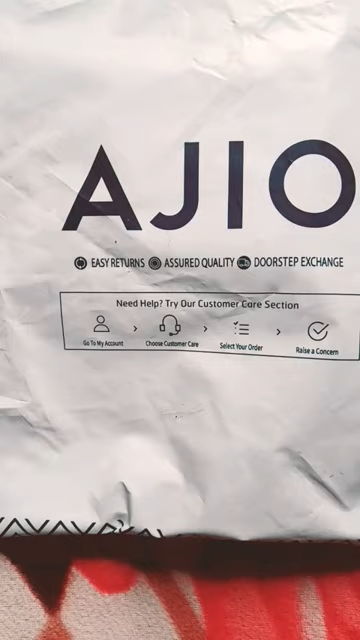 AJIO
EASY RETURNS ASSURED QUALITY DOORSTEP EXCHANGE
Need Help? Try Our Customer Care Section
Go To My Account Choose Customer Care Select Your Order Raise a Concern